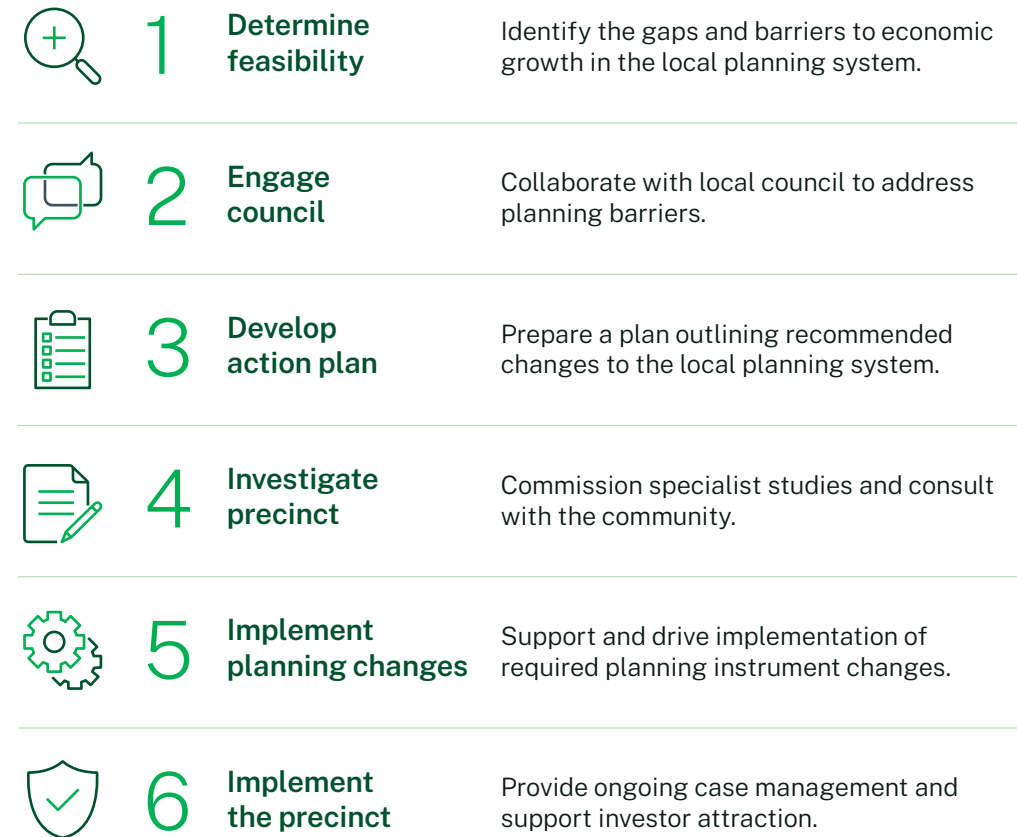 1
Determine
feasibility
Identify the gaps and barriers to economic
growth in the local planning system.
2
Engage
council
Collaborate with local council to address
planning barriers.
3
Develop
action plan
Prepare a plan outlining recommended
changes to the local planning system.
4
Investigate
precinct
Commission specialist studies and consult
with the community.
5
Implement
planning changes
Support and drive implementation of
required planning instrument changes.
6
Implement
the precinct
Provide ongoing case management and
support investor attraction.